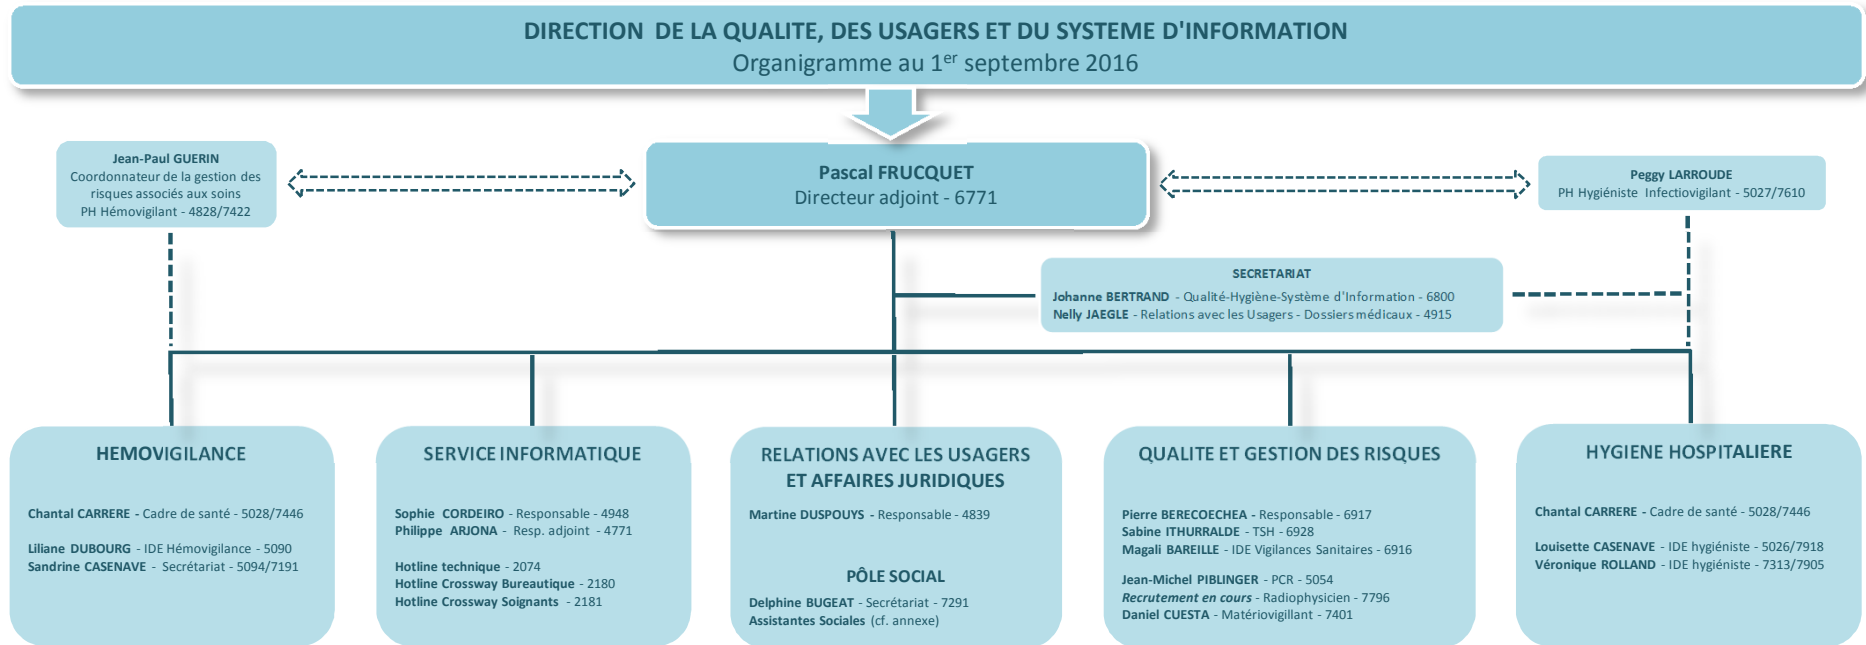 DIRECTION DE LA QUALITE, DES USAGERS ET DU SYSTEME D'INFORMATION
Organigramme au 1er septembre 2016
Jean-Paul GUERIN
Coordonnateur de la gestion des
risques associés aux soins
PH Hémovigilant - 4828/7422
Pascal FRUCQUET
Directeur adjoint - 6771
Peggy LARROUDE
PH Hygiéniste Infectiovigilant - 5027/7610
SECRETARIAT
Johanne BERTRAND - Qualité-Hygiène-Système d'Information - 6800
Nelly JAEGLE - Relations avec les Usagers - Dossiers médicaux - 4915
HEMOVIGILANCE
Chantal CARRERE - Cadre de santé - 5028/7446
Liliane DUBOURG - IDE Hémovigilance - 5090
Sandrine CASENAVE - Secrétariat - 5094/7191
SERVICE INFORMATIQUE
Sophie CORDEIRO - Responsable - 4948
Philippe ARJONA - Resp. adjoint - 4771
Hotline technique - 2074
Hotline Crossway Bureautique - 2180
Hotline Crossway Soignants - 2181
RELATIONS AVEC LES USAGERS
ET AFFAIRES JURIDIQUES
Martine DUSPOUYS - Responsable - 4839
PÔLE SOCIAL
Delphine BUGEAT - Secrétariat - 7291
Assistantes Sociales (cf. annexe)
QUALITE ET GESTION DES RISQUES
Pierre BERECOECHEA - Responsable - 6917
Sabine ITHURRALDE - TSH - 6928
Magali BAREILLE - IDE Vigilances Sanitaires - 6916
Jean-Michel PIBLINGER - PCR - 5054
Recrutement en cours - Radiophysicien - 7796
Daniel CUESTA - Matériovigillant - 7401
HYGIENE HOSPITALIERE
Chantal CARRERE - Cadre de santé - 5028/7446
Louisette CASENAVE - IDE hygiéniste - 5026/7918
Véronique ROLLAND - IDE hygiéniste - 7313/7905